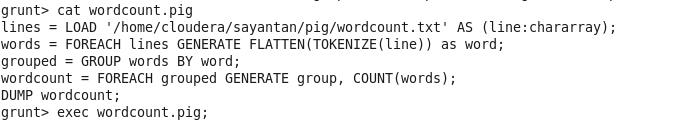 grunt> cat wordcount.pig
lines = LOAD '/home/cloudera/sayantan/pig/wordcount.txt' AS (line:chararray);
words = FOREACH lines GENERATE FLATTEN(TOKENIZE(line)) as word;
grouped = GROUP words BY word;
wordcount = FOREACH grouped GENERATE group, COUNT(words);
DUMP wordcount;
grunt> exec wordcount.pig;